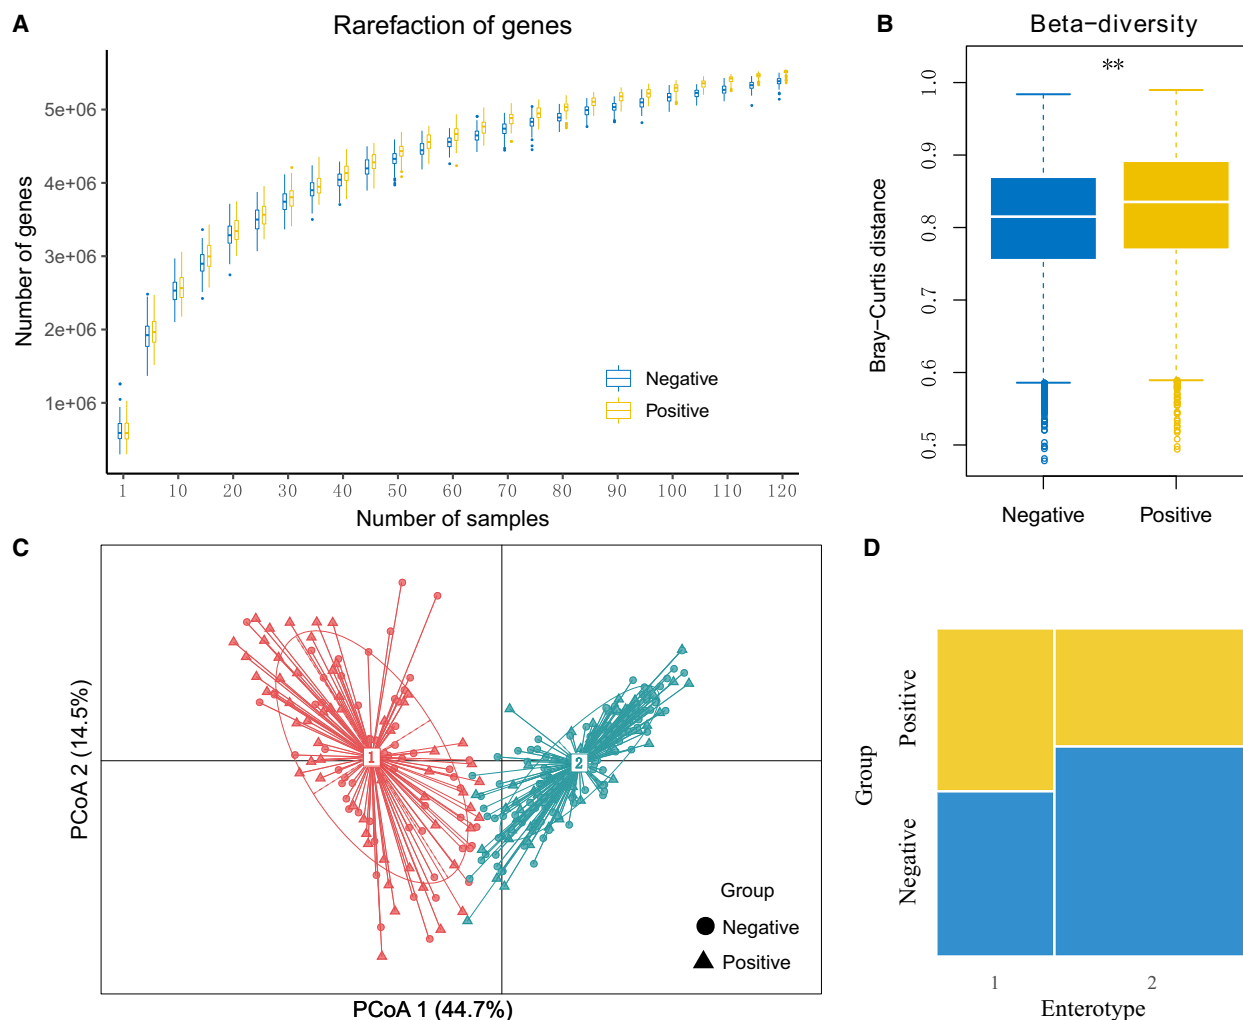 A
Rarefaction of genes
Number of genes
5e+06
4e+06
3e+06
2e+06
1e+06
Negative
Positive
1 10 20 30 40 50 60 70 80 90 100 110 120
Number of samples
B
Beta-diversity
**
Bray-Curtis distance
1.0
0.9
0.8
0.7
0.6
0.5
Negative Positive
C
PCoA 2 (14.5%)
1
2
Group
Negative
Positive
PCoA 1 (44.7%)
D
Group
Positive
Negative
1 2
Enterotype